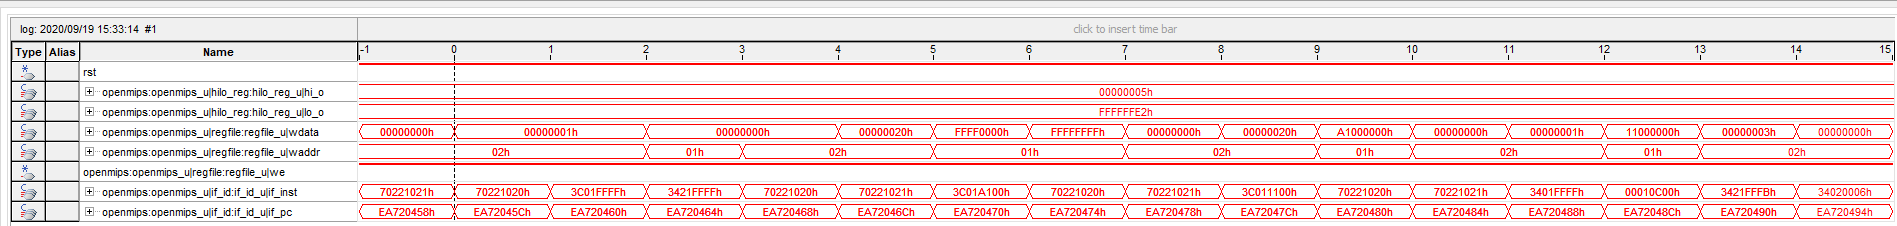 log: 2020/09/19 15:33:14 #1 click to insert time bar
Type Alias Name -1 0 1 2 3 4 5 6 7 8 9 10 11 12 13 14 15
rst
openmips:openmips_u|hilo_reg:hilo_reg_u|hi_o 00000005h
openmips:openmips_u|hilo_reg:hilo_reg_u|lo_o FFFFFFE2h
openmips:openmips_u|regfile:regfile_u|wdata 00000000h 00000001h 00000000h 00000020h FFFF0000h FFFFFFFFh 00000000h 00000020h A1000000h 00000000h 00000001h 11000000h 00000003h 00000000h
openmips:openmips_u|regfile:regfile_u|waddr 02h 01h 02h 01h 02h 01h 02h 01h 02h
openmips:openmips_u|regfile:regfile_u|we
openmips:openmips_u|if_id:if_id_u|if_inst 70221021h 70221020h 3C01FFFFh 3421FFFFh 70221020h 70221021h 3C01A100h 70221020h 70221021h 3C011100h 70221020h 70221021h 3401FFFFh 00010C00h 3421FFFBh 34020006h
openmips:openmips_u|if_id:if_id_u|if_pc EA720458h EA72045Ch EA720460h EA720464h EA720468h EA72046Ch EA720470h EA720474h EA720478h EA72047Ch EA720480h EA720484h EA720488h EA72048Ch EA720490h EA720494h